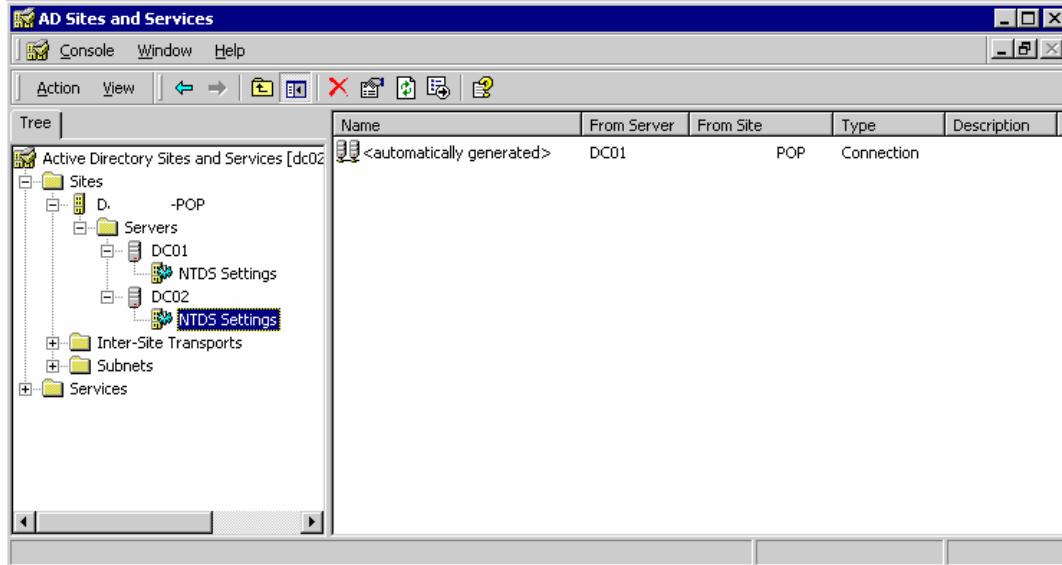 AD Sites and Services
Console Window Help
Action View
Tree
Name From Server From Site Type Description
Active Directory Sites and Services [dc02
<automatically generated> DC01 POP Connection
Sites
D. -POP
Servers
DC01
NTDS Settings
DC02
NTDS Settings
Inter-Site Transports
Subnets
Services